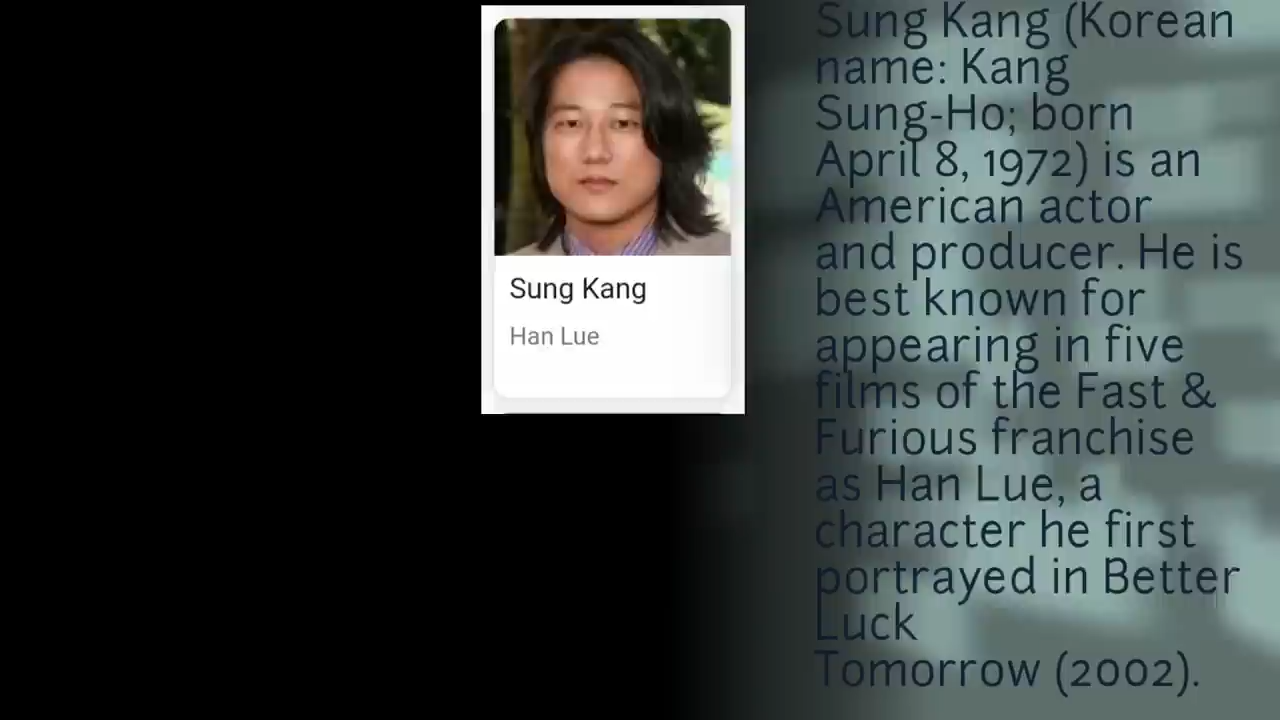 Sung Kang
Han Lue
Sung Kang (Korean
name: Kang
Sung-Ho; born
April 8, 1972) is an
American actor
and producer. He is
best known for
appearing in five
films of the Fast &
Furious franchise
as Han Lue, a
character he first
portrayed in Better
Luck
Tomorrow (2002).